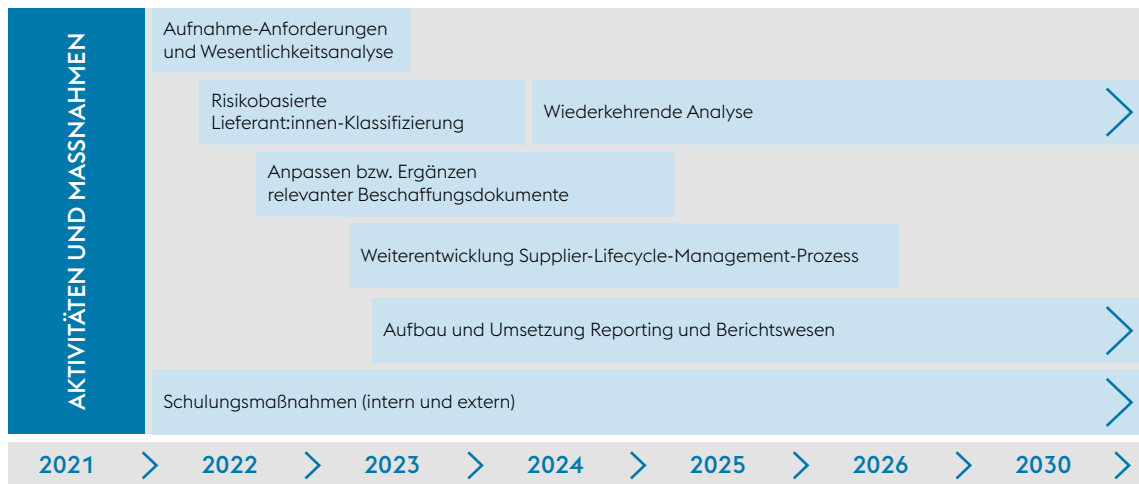 AKTIVITÄTEN UND MASSNAHMEN
Aufnahme-Anforderungen
und Wesentlichkeitsanalyse
Risikobasierte
Lieferant:innen-Klassifizierung
Wiederkehrende Analyse
Anpassen bzw. Ergänzen
relevanter Beschaffungsdokumente
Weiterentwicklung Supplier-Lifecycle-Management-Prozess
Aufbau und Umsetzung Reporting und Berichtswesen
Schulungsmaßnahmen (intern und extern)
2021 2022 2023 2024 2025 2026 2030